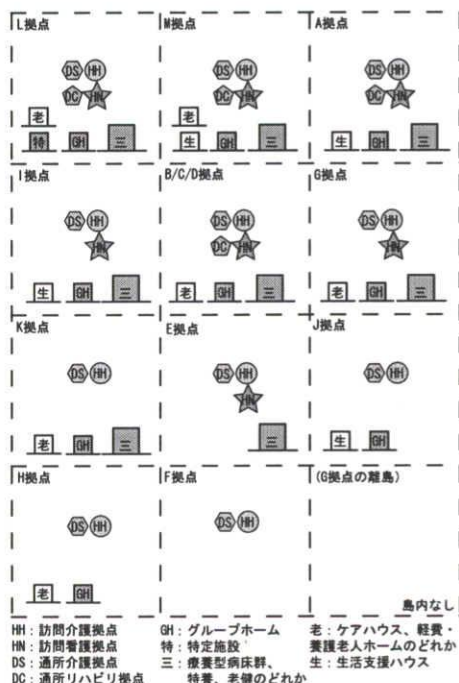 L拠点
M拠点
A拠点
DS HH
DC HN
老
特 GH 三
DS HH
DC HN
老
生 GH 三
DS HH
DC HN
生 GH 三
I拠点
B/C/D拠点
G拠点
DS HH
HN
生 GH 三
DS HH
DC HN
老 GH 三
DS HH
HN
老 GH 三
K拠点
E拠点
J拠点
DS HH
老 GH 三
DS HH
HN
三
DS HH
生 GH
H拠点
F拠点
(G拠点の離島)
DS HH
老 GH
DS HH
島内なし
HH：訪問介護拠点
HN：訪問看護拠点
DS：通所介護拠点
DC：通所リハビリ拠点
GH：グループホーム
特：特定施設
三：療養型病床群、
特養、老健のどれか
老：ケアハウス、軽費・
養護老人ホームのどれか
生：生活支援ハウス